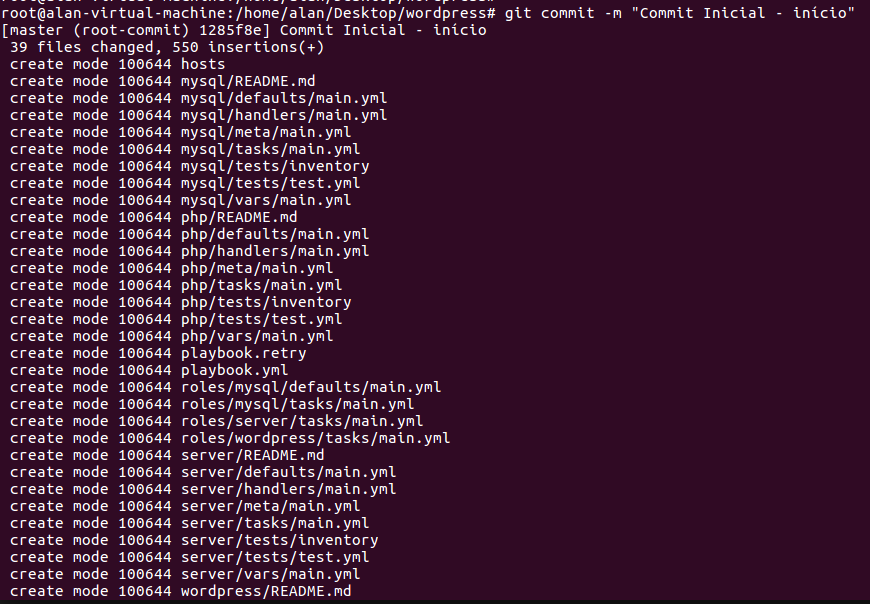 root@alan-virtual-machine:/home/alan/Desktop/wordpress# git commit -m "Commit Inicial - início"
[master (root-commit) 1285f8e] Commit Inicial - início
39 files changed, 550 insertions(+)
create mode 100644 hosts
create mode 100644 mysql/README.md
create mode 100644 mysql/defaults/main.yml
create mode 100644 mysql/handlers/main.yml
create mode 100644 mysql/meta/main.yml
create mode 100644 mysql/tasks/main.yml
create mode 100644 mysql/tests/inventory
create mode 100644 mysql/tests/test.yml
create mode 100644 mysql/vars/main.yml
create mode 100644 php/README.md
create mode 100644 php/defaults/main.yml
create mode 100644 php/handlers/main.yml
create mode 100644 php/meta/main.yml
create mode 100644 php/tasks/main.yml
create mode 100644 php/tests/inventory
create mode 100644 php/tests/test.yml
create mode 100644 php/vars/main.yml
create mode 100644 playbook.retry
create mode 100644 playbook.yml
create mode 100644 roles/mysql/defaults/main.yml
create mode 100644 roles/mysql/tasks/main.yml
create mode 100644 roles/server/tasks/main.yml
create mode 100644 roles/wordpress/tasks/main.yml
create mode 100644 server/README.md
create mode 100644 server/defaults/main.yml
create mode 100644 server/handlers/main.yml
create mode 100644 server/meta/main.yml
create mode 100644 server/tasks/main.yml
create mode 100644 server/tests/inventory
create mode 100644 server/tests/test.yml
create mode 100644 server/vars/main.yml
create mode 100644 wordpress/README.md